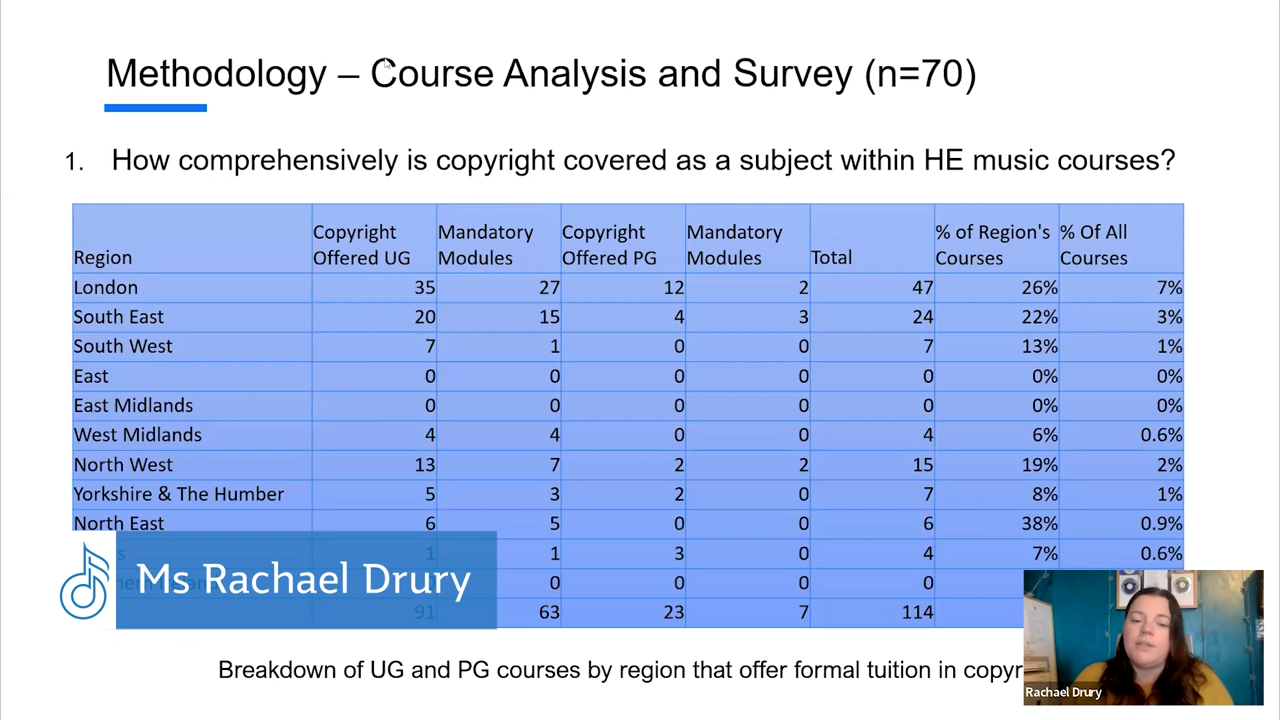 Methodology – Course Analysis and Survey (n=70)
1. How comprehensively is copyright covered as a subject within HE music courses?
Region Copyright Offered UG Mandatory Modules Copyright Offered PG Mandatory Modules Total % of Region's Courses % Of All Courses
London 35 27 12 2 47 26% 7%
South East 20 15 4 3 24 22% 3%
South West 7 1 0 0 7 13% 1%
East 0 0 0 0 0 0% 0%
East Midlands 0 0 0 0 0 0% 0%
West Midlands 4 4 0 0 4 6% 0.6%
North West 13 7 2 2 15 19% 2%
Yorkshire & The Humber 5 3 2 0 7 8% 1%
North East 6 5 0 0 6 38% 0.9%
1 1 3 0 4 7% 0.6%
0 0 0 0
91 63 23 7 114
Ms Rachael Drury
Breakdown of UG and PG courses by region that offer formal tuition in
Rachael Drury